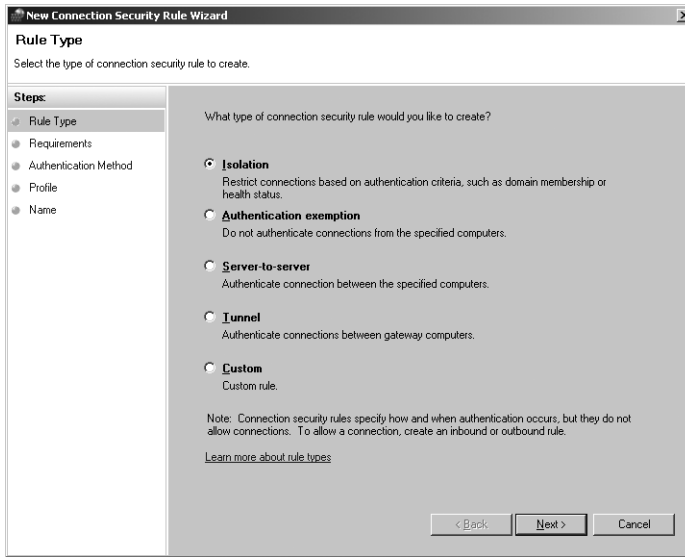 New Connection Security Rule Wizard
Rule Type
Select the type of connection security rule to create.
Steps:
Rule Type
Requirements
Authentication Method
Profile
Name
What type of connection security rule would you like to create?
Isolation
Restrict connections based on authentication criteria, such as domain membership or
health status.
Authentication exemption
Do not authenticate connections from the specified computers.
Server-to-server
Authenticate connection between the specified computers.
Tunnel
Authenticate connections between gateway computers.
Custom
Custom rule.
Note: Connection security rules specify how and when authentication occurs, but they do not
allow connections. To allow a connection, create an inbound or outbound rule.
Learn more about rule types
< Back
Next >
Cancel